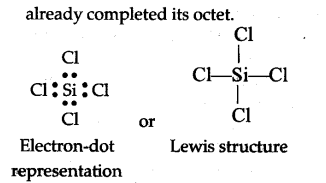 already completed its octet.
Cl
Cl
Cl : Si : Cl
Cl—Si—Cl
Cl
Cl
or
Electron-dot
representation
Lewis structure